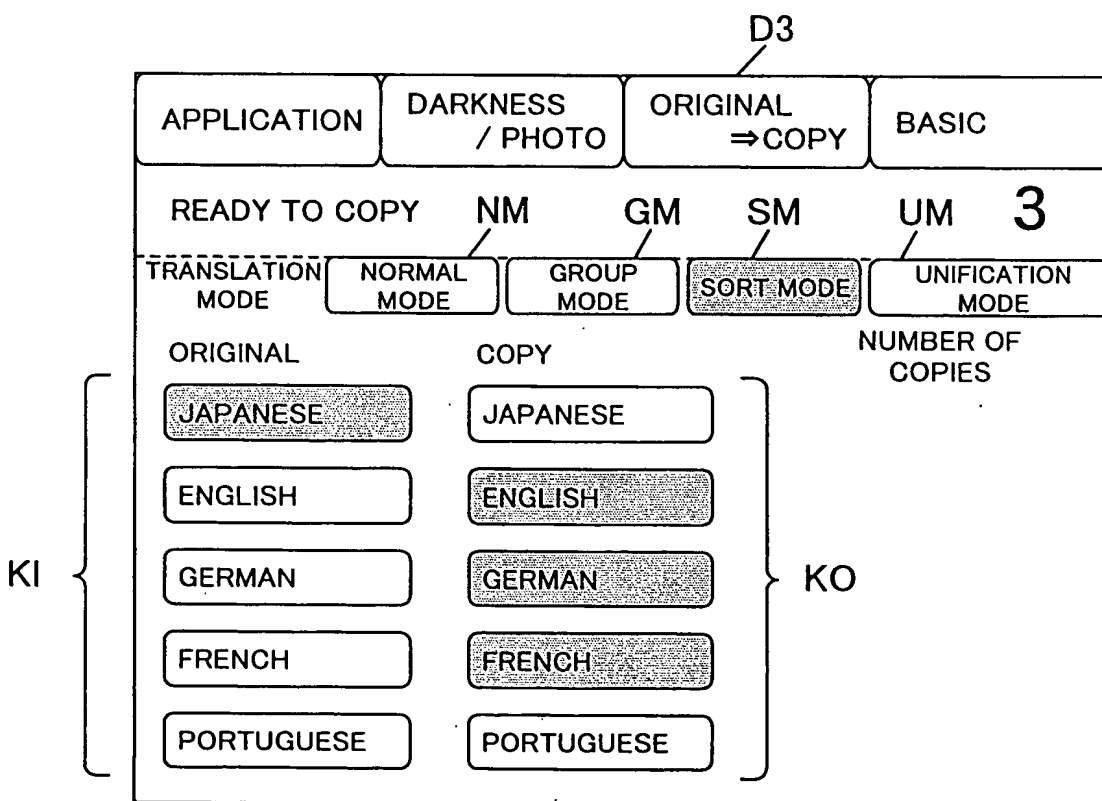 D3
APPLICATION
DARKNESS
/ PHOTO
ORIGINAL
⇒COPY
BASIC
READY TO COPY
NM
GM
SM
UM
3
TRANSLATION
MODE
NORMAL
MODE
GROUP
MODE
SORT MODE
UNIFICATION
MODE
ORIGINAL
COPY
NUMBER OF
COPIES
KI
JAPANESE
JAPANESE
ENGLISH
ENGLISH
GERMAN
GERMAN
FRENCH
FRENCH
PORTUGUESE
PORTUGUESE
KO